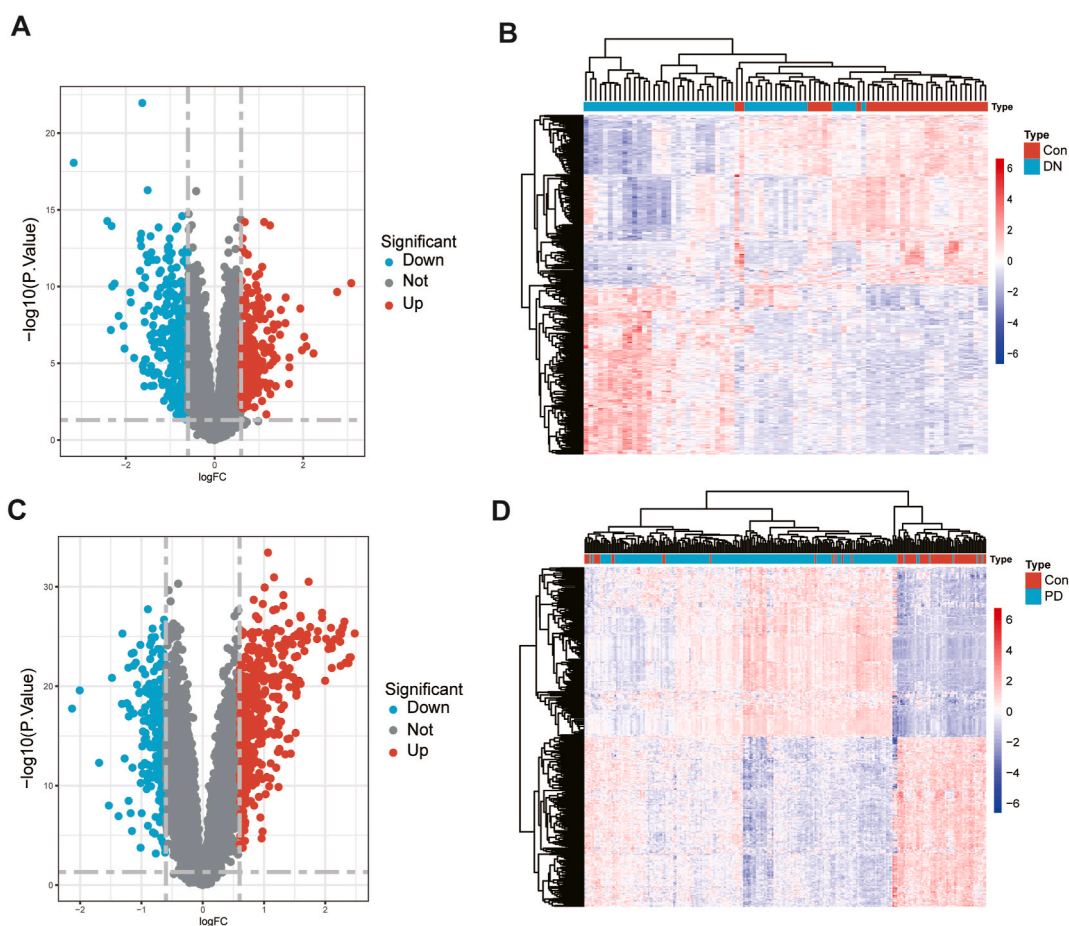 A
−log10(P.Value)
20
15
10
5
0
−2
0
2
logFC
Significant
Down
Not
Up
B
Type
Type
Con
DN
6
4
2
0
−2
−4
−6
C
−log10(P.Value)
30
20
10
0
−2
−1
0
1
2
logFC
Significant
Down
Not
Up
D
Type
Type
Con
PD
6
4
2
0
−2
−4
−6